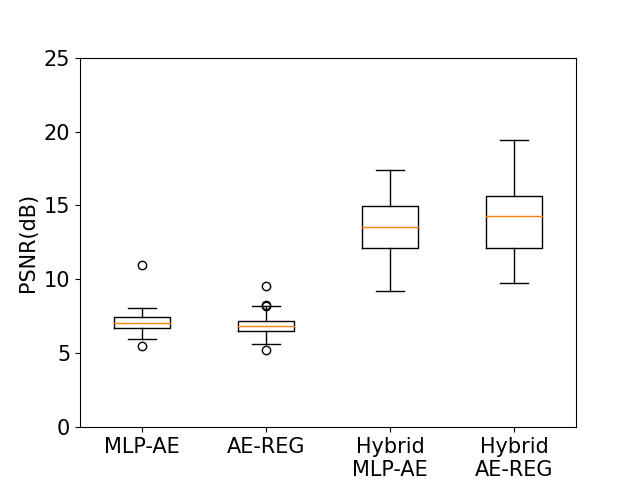 25
20
15
10
5
0
PSNR(dB)
MLP-AE
AE-REG
Hybrid
MLP-AE
Hybrid
AE-REG